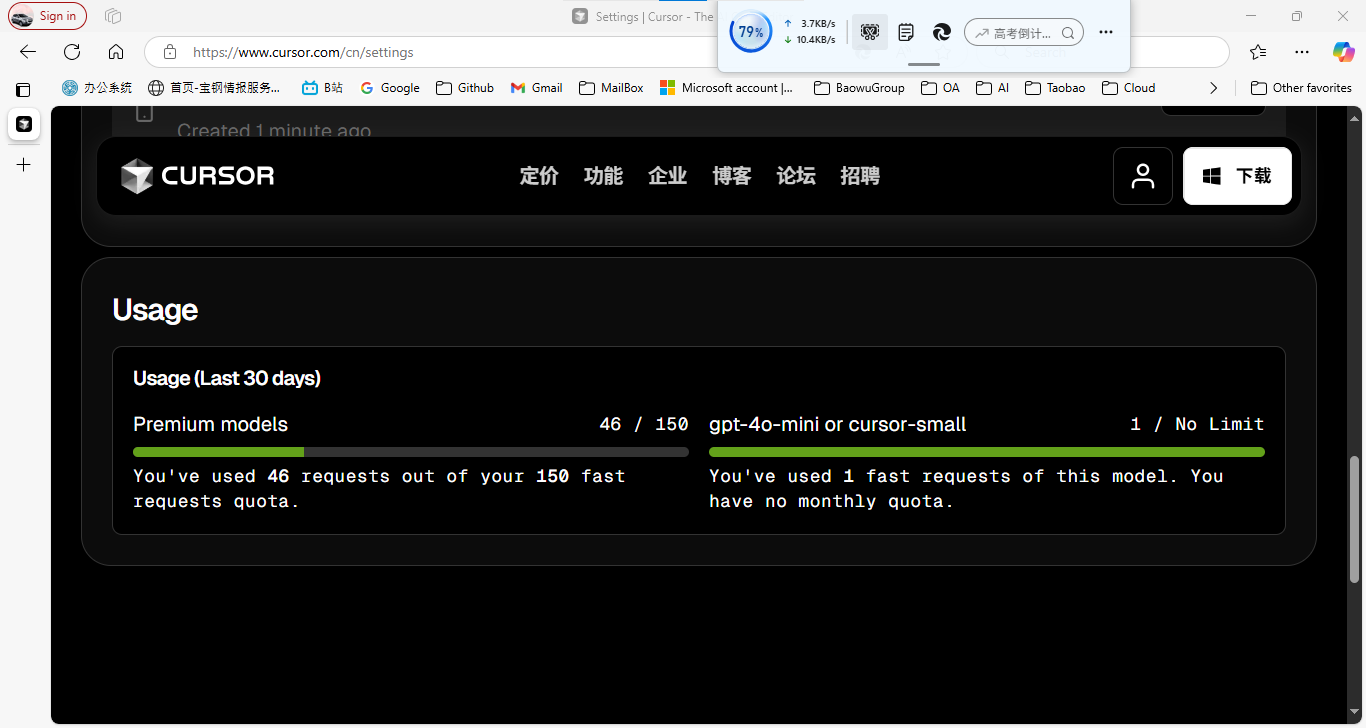 Sign in
Settings | Cursor - The
79%
3.7KB/s
10.4KB/s
高考倒计...
https://www.cursor.com/cn/settings
办公系统
首页-宝钢情报服务...
B站
Google
Github
Gmail
MailBox
Microsoft account |...
BaowuGroup
OA
AI
Taobao
Cloud
Other favorites
Created 1 minute ago
CURSOR
定价
功能
企业
博客
论坛
招聘
下载
Usage
Usage (Last 30 days)
Premium models
46 / 150
You've used 46 requests out of your 150 fast
requests quota.
gpt-4o-mini or cursor-small
1 / No Limit
You've used 1 fast requests of this model. You
have no monthly quota.